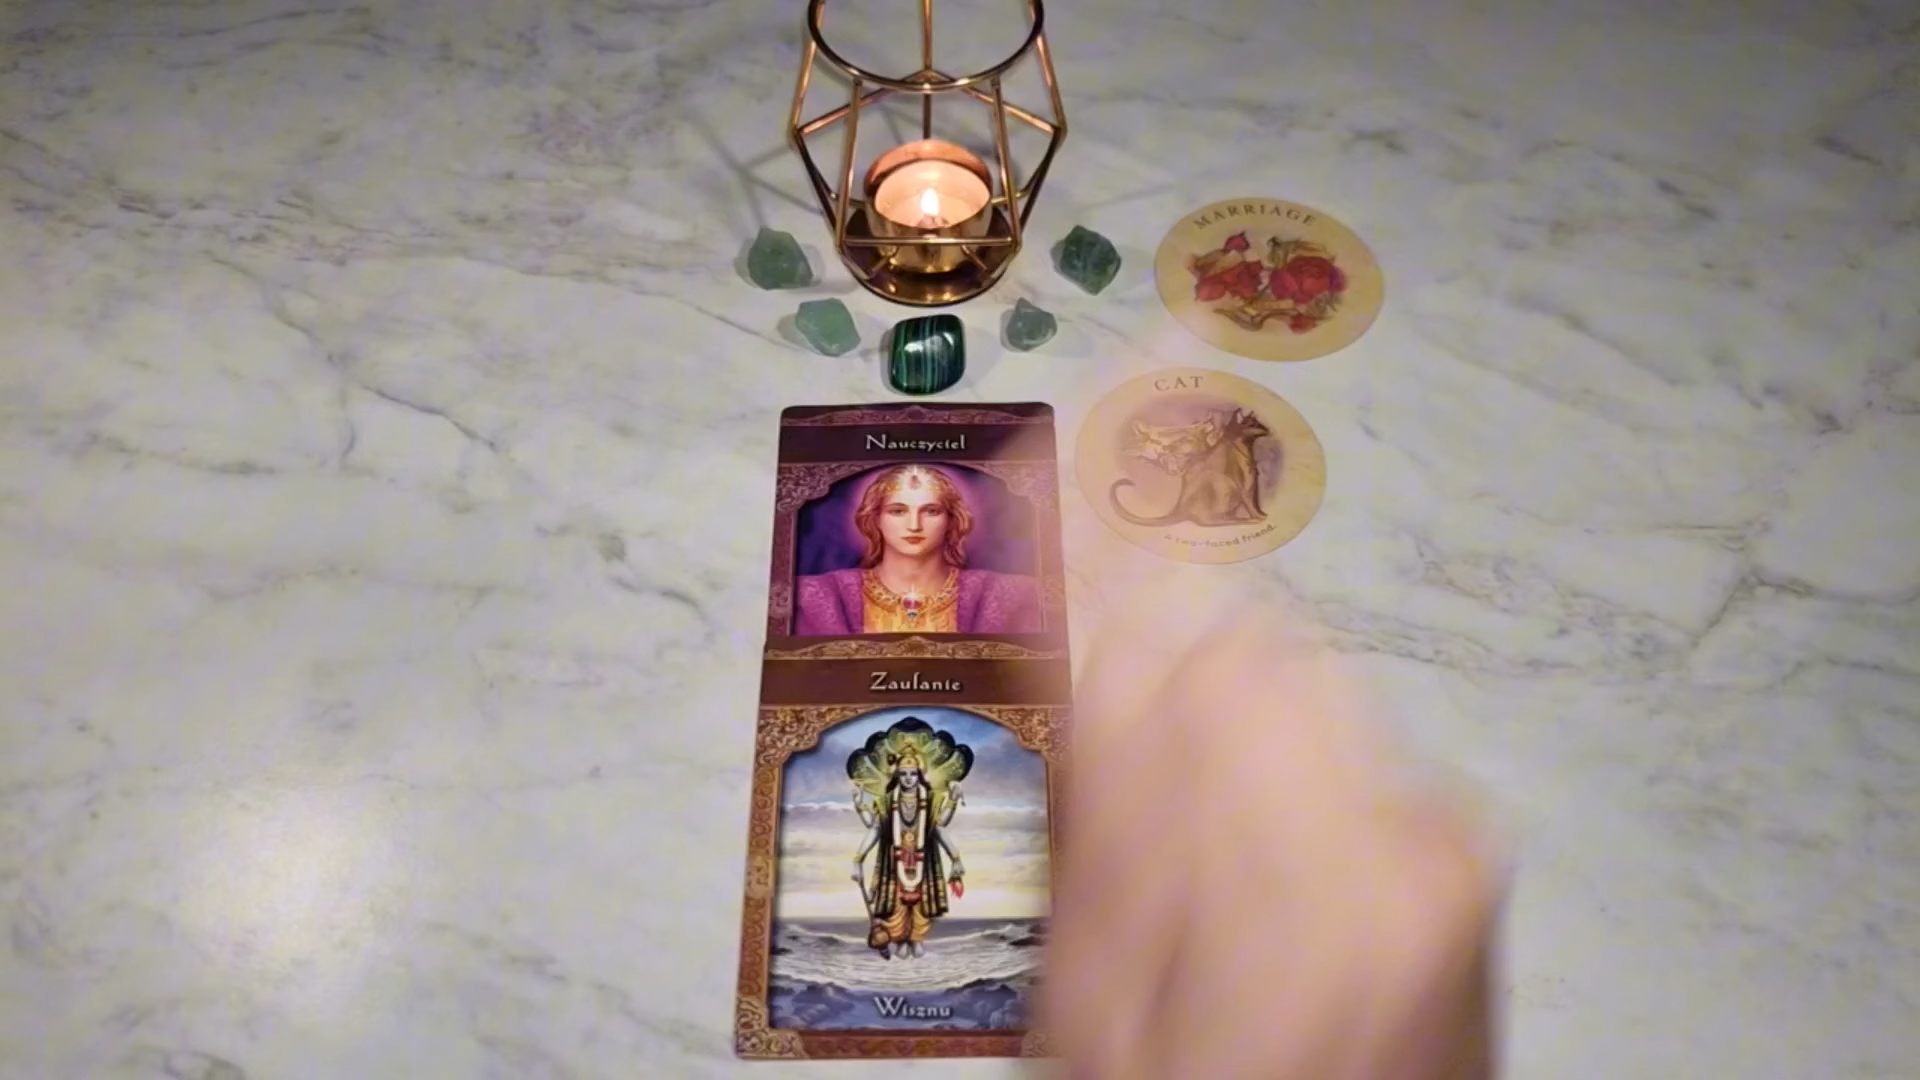 MARRIAGE
CAT
A two-faced friend.
Nauczyciel
Zaufanie
Wisznu